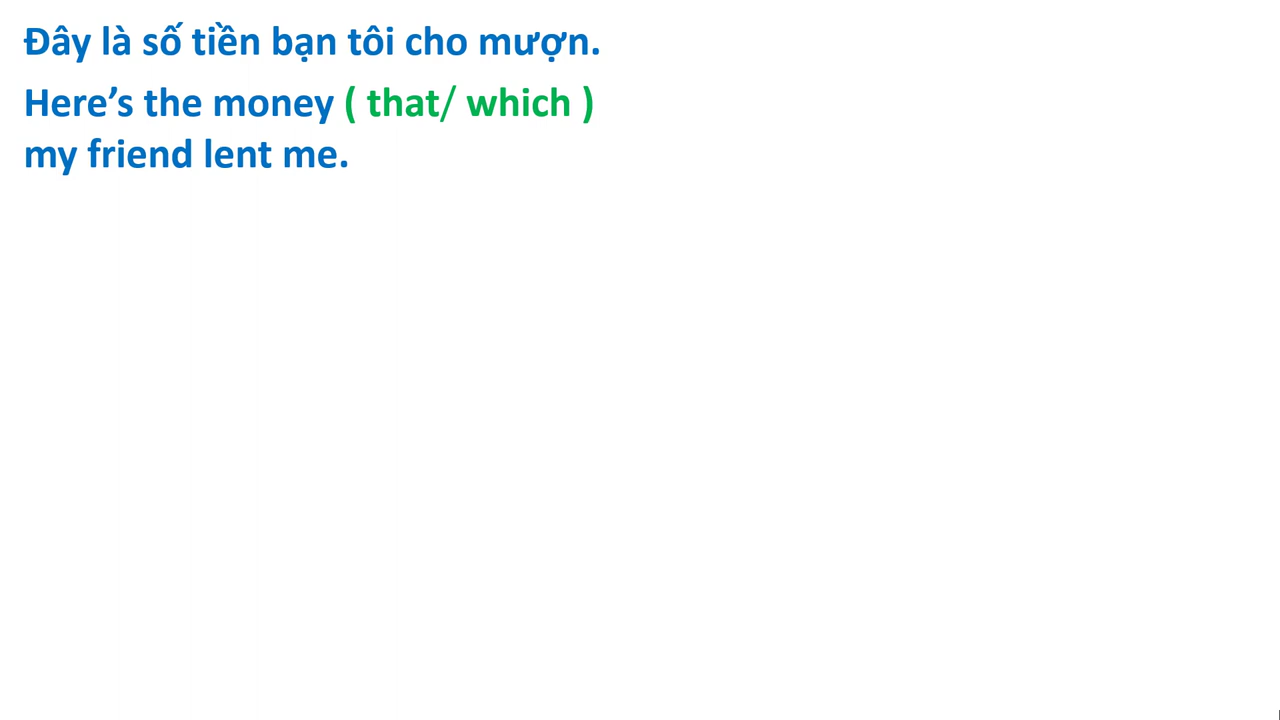 Đây là số tiền bạn tôi cho mượn.
Here’s the money ( that/ which )
my friend lent me.